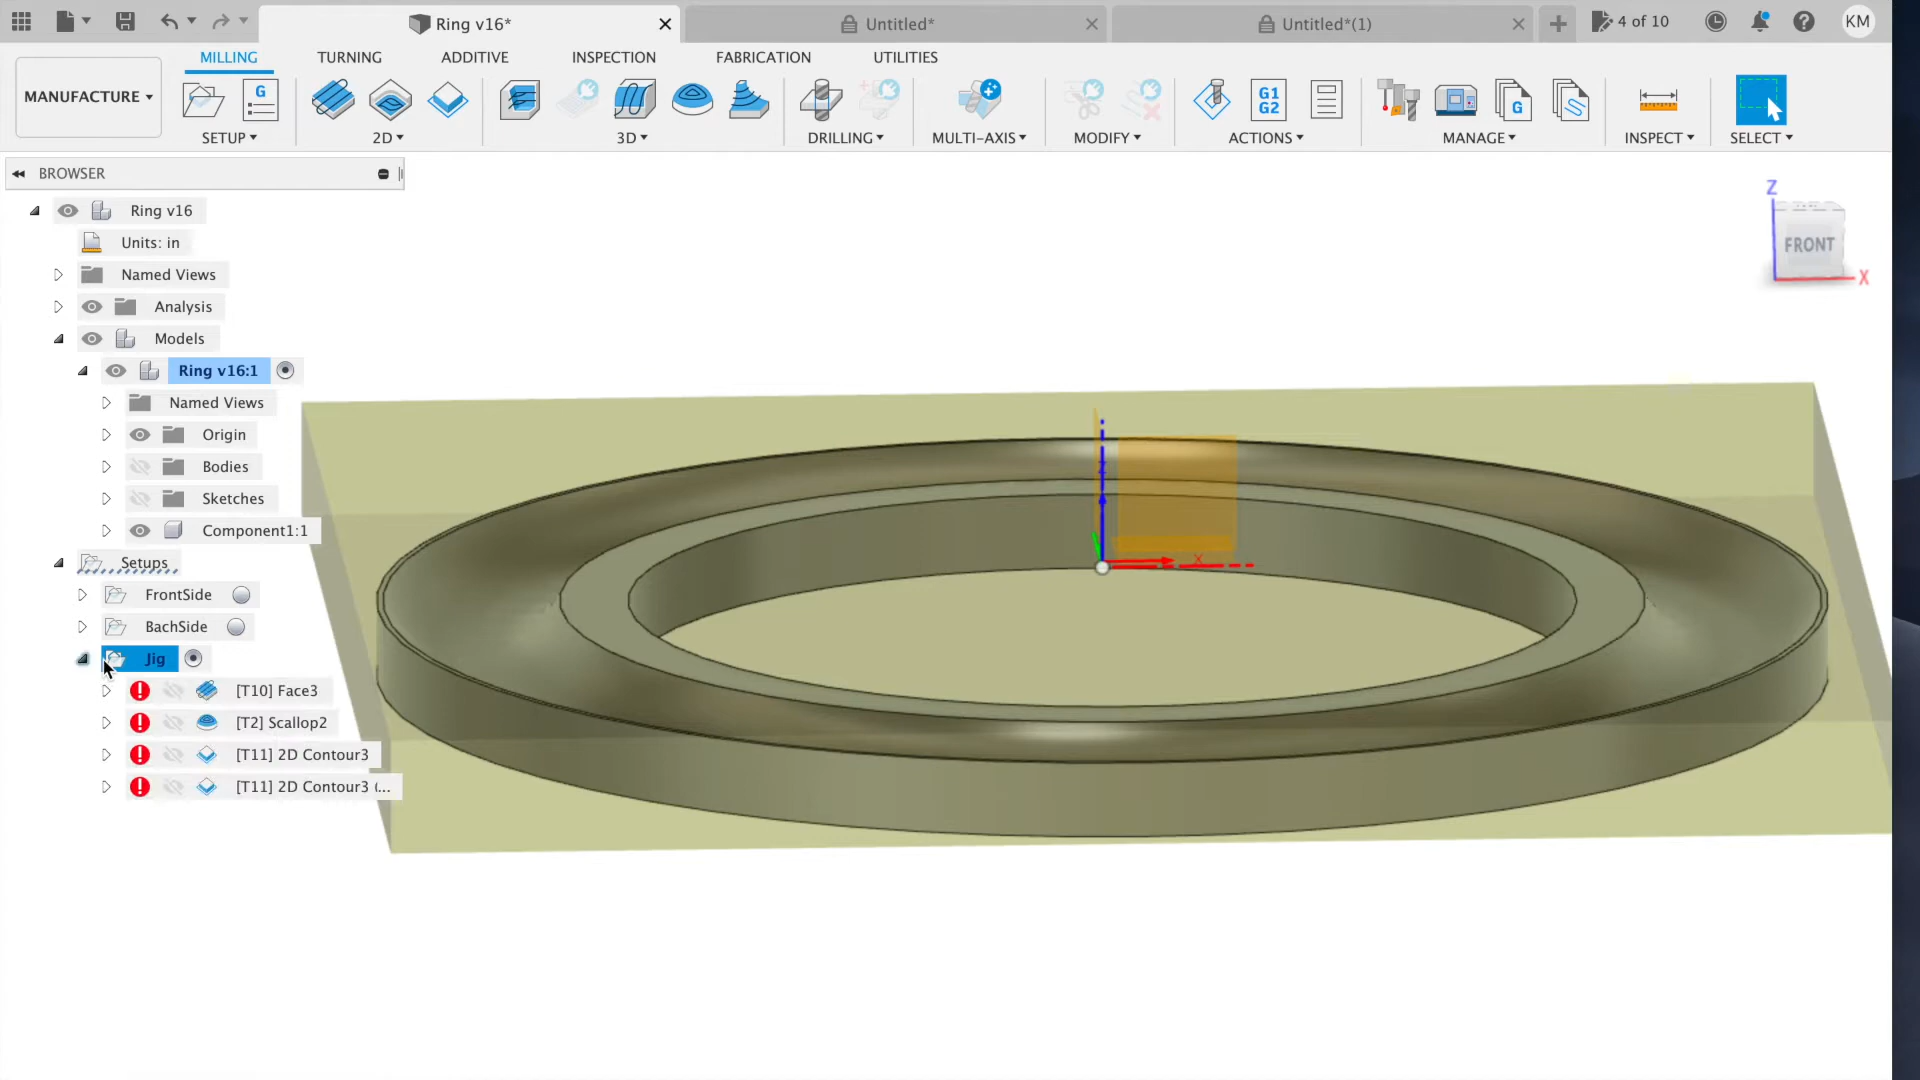 Ring v16*
Untitled*
Untitled*(1)
4 of 10
KM
MILLING
TURNING
ADDITIVE
INSPECTION
FABRICATION
UTILITIES
MANUFACTURE
G
G1
G2
G
SETUP
2D
3D
DRILLING
MULTI-AXIS
MODIFY
ACTIONS
MANAGE
INSPECT
SELECT
BROWSER
Ring v16
Units: in
Named Views
Analysis
Models
Ring v16:1
Named Views
Origin
Bodies
Sketches
Component1:1
Setups
FrontSide
BachSide
Jig
[T10] Face3
[T2] Scallop2
[T11] 2D Contour3
[T11] 2D Contour3 (...
Z
FRONT
X
Z
X